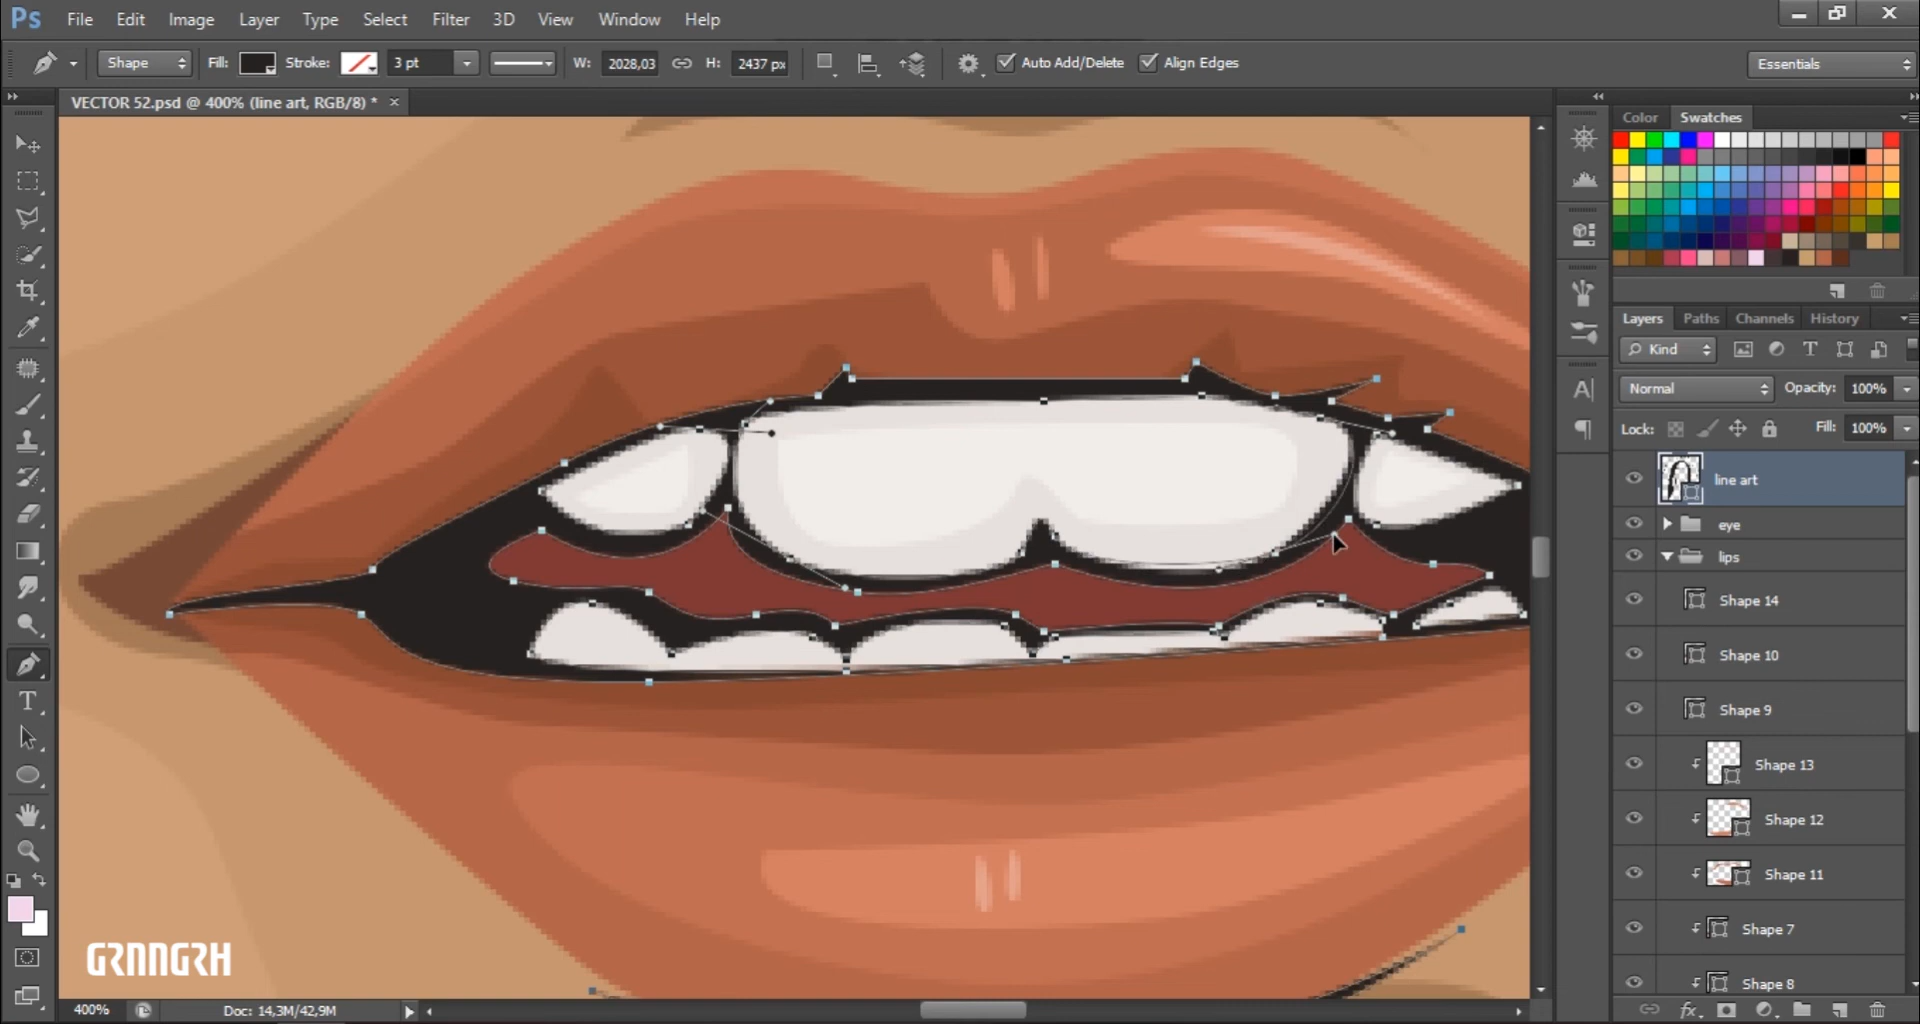 Ps File Edit Image Layer Type Select Filter 3D View Window Help
Shape Fill: Stroke: 3 pt W: 2028,03 H: 2437 px Auto Add/Delete Align Edges Essentials
VECTOR 52.psd @ 400% (line art, RGB/8) * ×
Color Swatches
Layers Paths Channels History
Kind
Normal Opacity: 100%
Lock: Fill: 100%
line art
eye
lips
Shape 14
Shape 10
Shape 9
Shape 13
Shape 12
Shape 11
Shape 7
Shape 8
GRNNGRH
400% Doc: 14,3M/42,9M